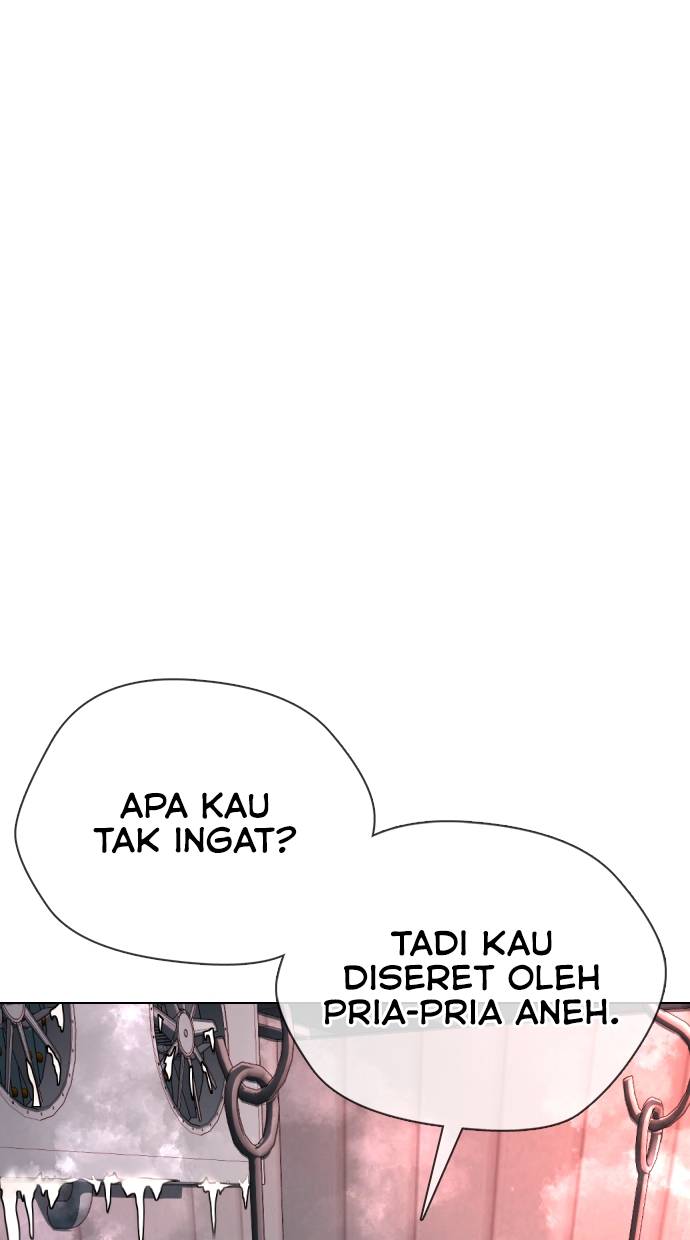 APA KAU
TAK INGAT?
TADI KAU
DISERET OLEH
PRIA-PRIA ANEH.